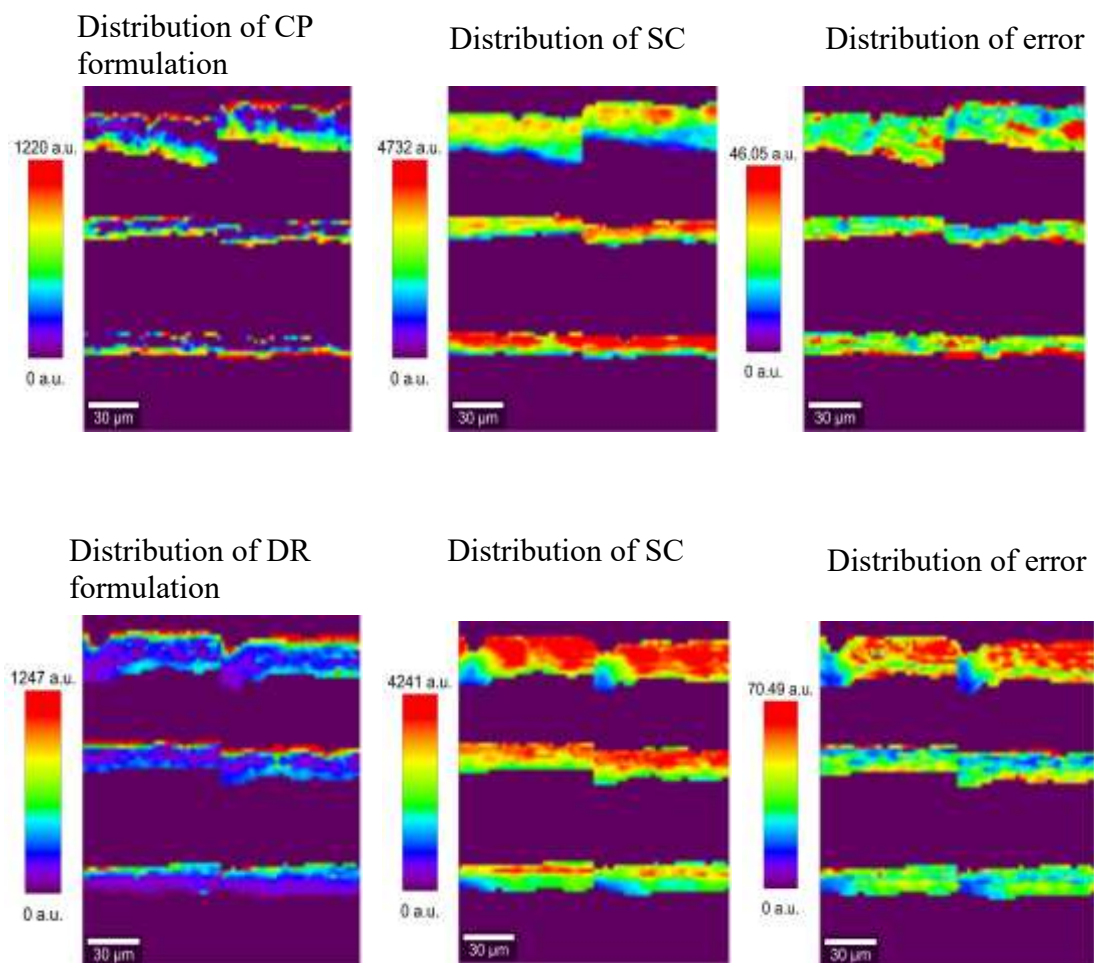 Distribution of CP
formulation
Distribution of SC
Distribution of error
1220 a.u.
0 a.u.
30 µm
4732 a.u.
0 a.u.
30 µm
46.05 a.u.
0 a.u.
30 µm
Distribution of DR
formulation
Distribution of SC
Distribution of error
1247 a.u.
0 a.u.
30 µm
4241 a.u.
0 a.u.
30 µm
70.49 a.u.
0 a.u.
30 µm